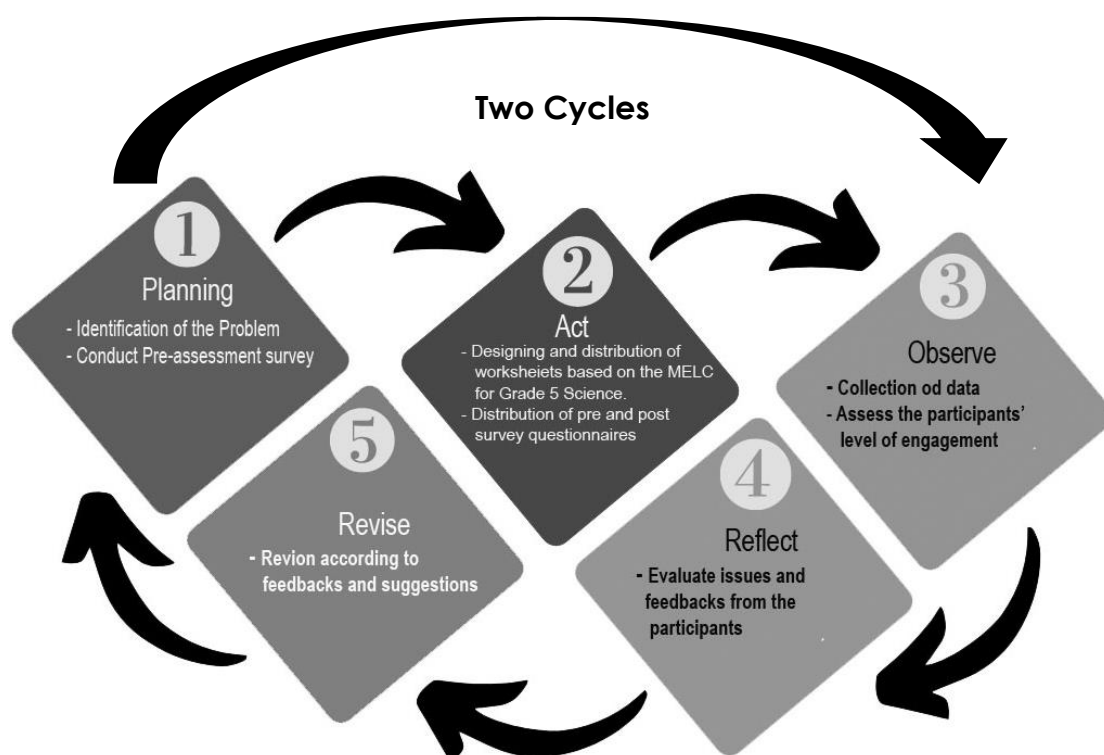 Two Cycles
1
Planning
- Identification of the Problem
- Conduct Pre-assessment survey
2
Act
- Designing and distribution of
worksheiets based on the MELC
for Grade 5 Science.
- Distribution of pre and post
survey questionnaires
3
Observe
- Collection od data
- Assess the participants'
level of engagement
4
Reflect
- Evaluate issues and
feedbacks from the
participants
5
Revise
- Revion according to
feedbacks and suggestions